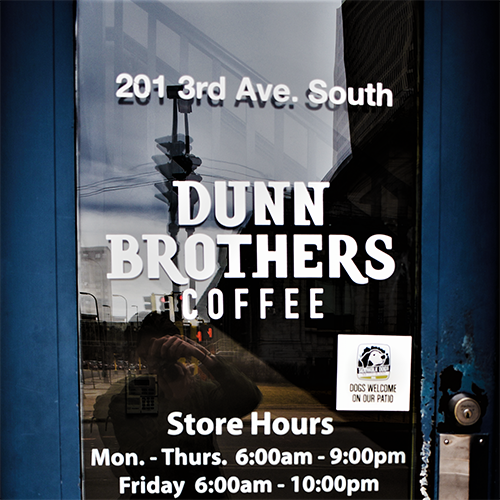 201 3rd Ave. South
DUNN
BROTHERS
COFFEE
DOGS WELCOME
ON OUR PATIO
Store Hours
Mon. - Thurs. 6:00am - 9:00pm
Friday 6:00am - 10:00pm